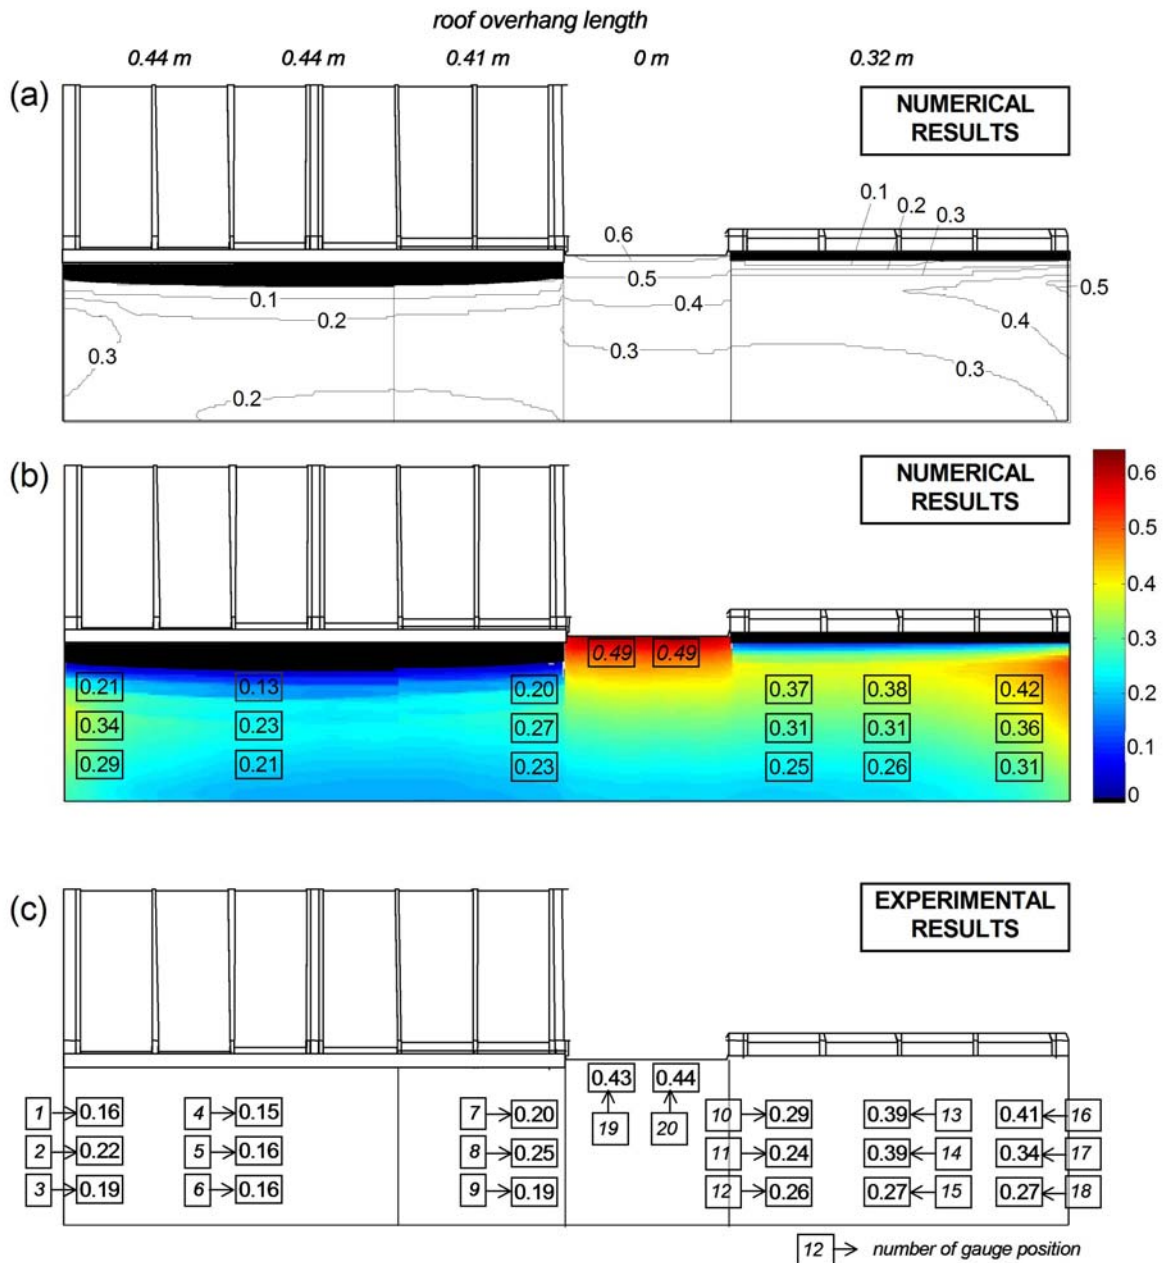 roof overhang length
0.44 m 0.44 m 0.41 m 0 m 0.32 m
(a)
NUMERICAL
RESULTS
0.1
0.2
0.3
0.6
0.5
0.5
0.1
0.4
0.2
0.4
0.3
0.3
0.3
0.2
(b)
NUMERICAL
RESULTS
0.6
0.5
0.4
0.3
0.2
0.1
0
0.49 0.49
0.21 0.13 0.20 0.37 0.38 0.42
0.34 0.23 0.27 0.31 0.31 0.36
0.29 0.21 0.23 0.25 0.26 0.31
(c)
EXPERIMENTAL
RESULTS
0.43 0.44
19 20
1 0.16 4 0.15 7 0.20 10 0.29 0.39 13 0.41 16
2 0.22 5 0.16 8 0.25 11 0.24 0.39 14 0.34 17
3 0.19 6 0.16 9 0.19 12 0.26 0.27 15 0.27 18
12 number of gauge position